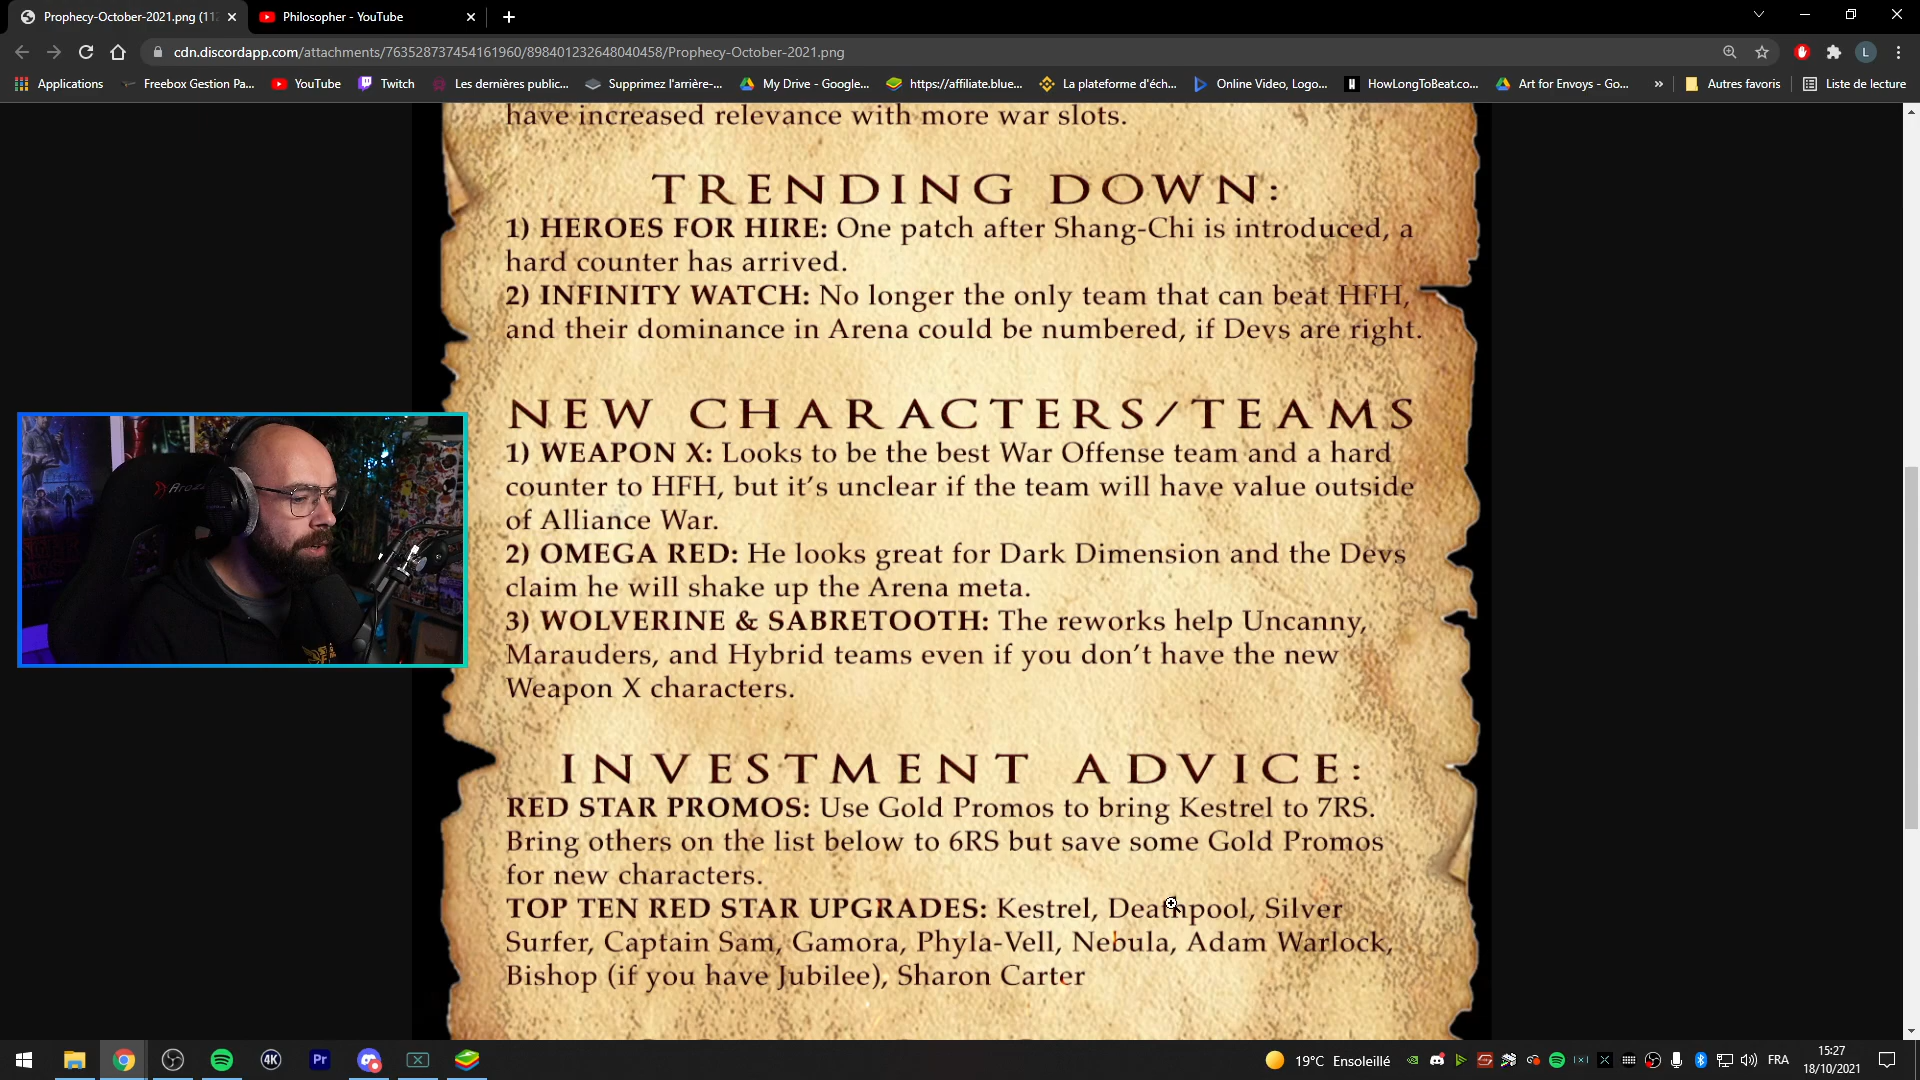 Prophecy-October-2021.png (112
Philosopher - YouTube
cdn.discordapp.com/attachments/763528737454161960/898401232648040458/Prophecy-October-2021.png
L
Applications
Freebox Gestion Pa...
YouTube
Twitch
Les dernières public...
Supprimez l'arrière-...
My Drive - Google...
https://affiliate.blue...
La plateforme d'éch...
Online Video, Logo...
HowLongToBeat.co...
Art for Envoys - Go...
»
Autres favoris
Liste de lecture
have increased relevance with more war slots.
TRENDING DOWN:
1) HEROES FOR HIRE: One patch after Shang-Chi is introduced, a
hard counter has arrived.
2) INFINITY WATCH: No longer the only team that can beat HFH,
and their dominance in Arena could be numbered, if Devs are right.
NEW CHARACTERS/TEAMS
1) WEAPON X: Looks to be the best War Offense team and a hard
counter to HFH, but it's unclear if the team will have value outside
of Alliance War.
2) OMEGA RED: He looks great for Dark Dimension and the Devs
claim he will shake up the Arena meta.
3) WOLVERINE & SABRETOOTH: The reworks help Uncanny,
Marauders, and Hybrid teams even if you don't have the new
Weapon X characters.
INVESTMENT ADVICE:
RED STAR PROMOS: Use Gold Promos to bring Kestrel to 7RS.
Bring others on the list below to 6RS but save some Gold Promos
for new characters.
TOP TEN RED STAR UPGRADES: Kestrel, Deathpool, Silver
Surfer, Captain Sam, Gamora, Phyla-Vell, Nebula, Adam Warlock,
Bishop (if you have Jubilee), Sharon Carter
4K
Pr
19°C Ensoleillé
FRA
15:27
18/10/2021